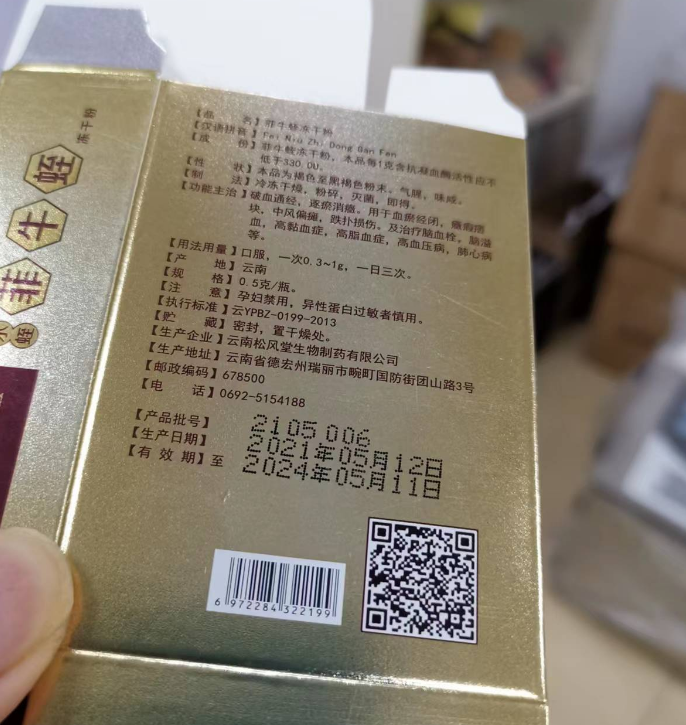 冻干粉
菲牛蛭
水蛭
【品 名】菲牛蛭冻干粉
【汉语拼音】Fei Niu Zhi Dong Gan Fen
【成 份】菲牛蛭冻干粉，本品每1克含抗凝血酶活性应不
低于330.0U。
【性 状】本品为褐色至黑褐色粉末。气腥，味咸。
【制 法】冷冻干燥，粉碎，灭菌，即得。
【功能主治】破血通经，逐瘀消癥。用于血瘀经闭，癥瘕痞
块，中风偏瘫，跌扑损伤。及治疗脑血栓，脑溢
血，高黏血症，高脂血症，高血压病，肺心病
等。
【用法用量】口服，一次0.3~1g，一日三次。
【产 地】云南
【规 格】0.5克/瓶。
【注 意】孕妇禁用，异性蛋白过敏者慎用。
【执行标准】云YPBZ-0199-2013
【贮 藏】密封，置干燥处。
【生产企业】云南松风堂生物制药有限公司
【生产地址】云南省德宏州瑞丽市畹町国防街团山路3号
【邮政编码】678500
【电 话】0692-5154188
【产品批号】2105006
【生产日期】2021年05月12日
【有 效 期】至 2024年05月11日
6 972284 322199